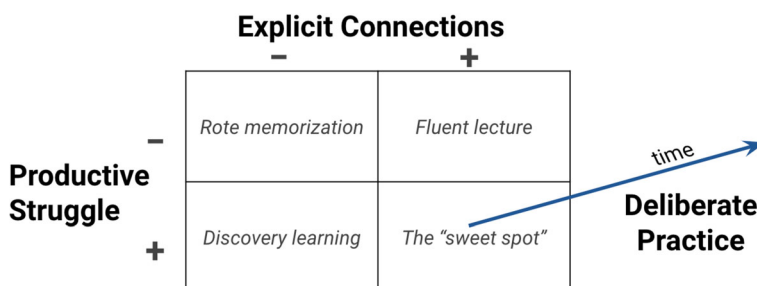 Explicit Connections
− +
Rote memorization Fluent lecture
−
time
Productive
Struggle
Deliberate
Practice
Discovery learning The “sweet spot”
+